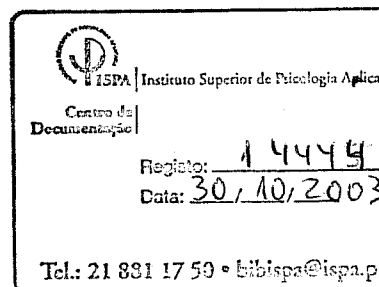 ISPA | Instituto Superior de Psicologia Aplica
Centro de
Documentação
Registo: 14449
Data: 30, 10, 2003
Tel.: 21 881 17 50 • bibispa@ispa.p